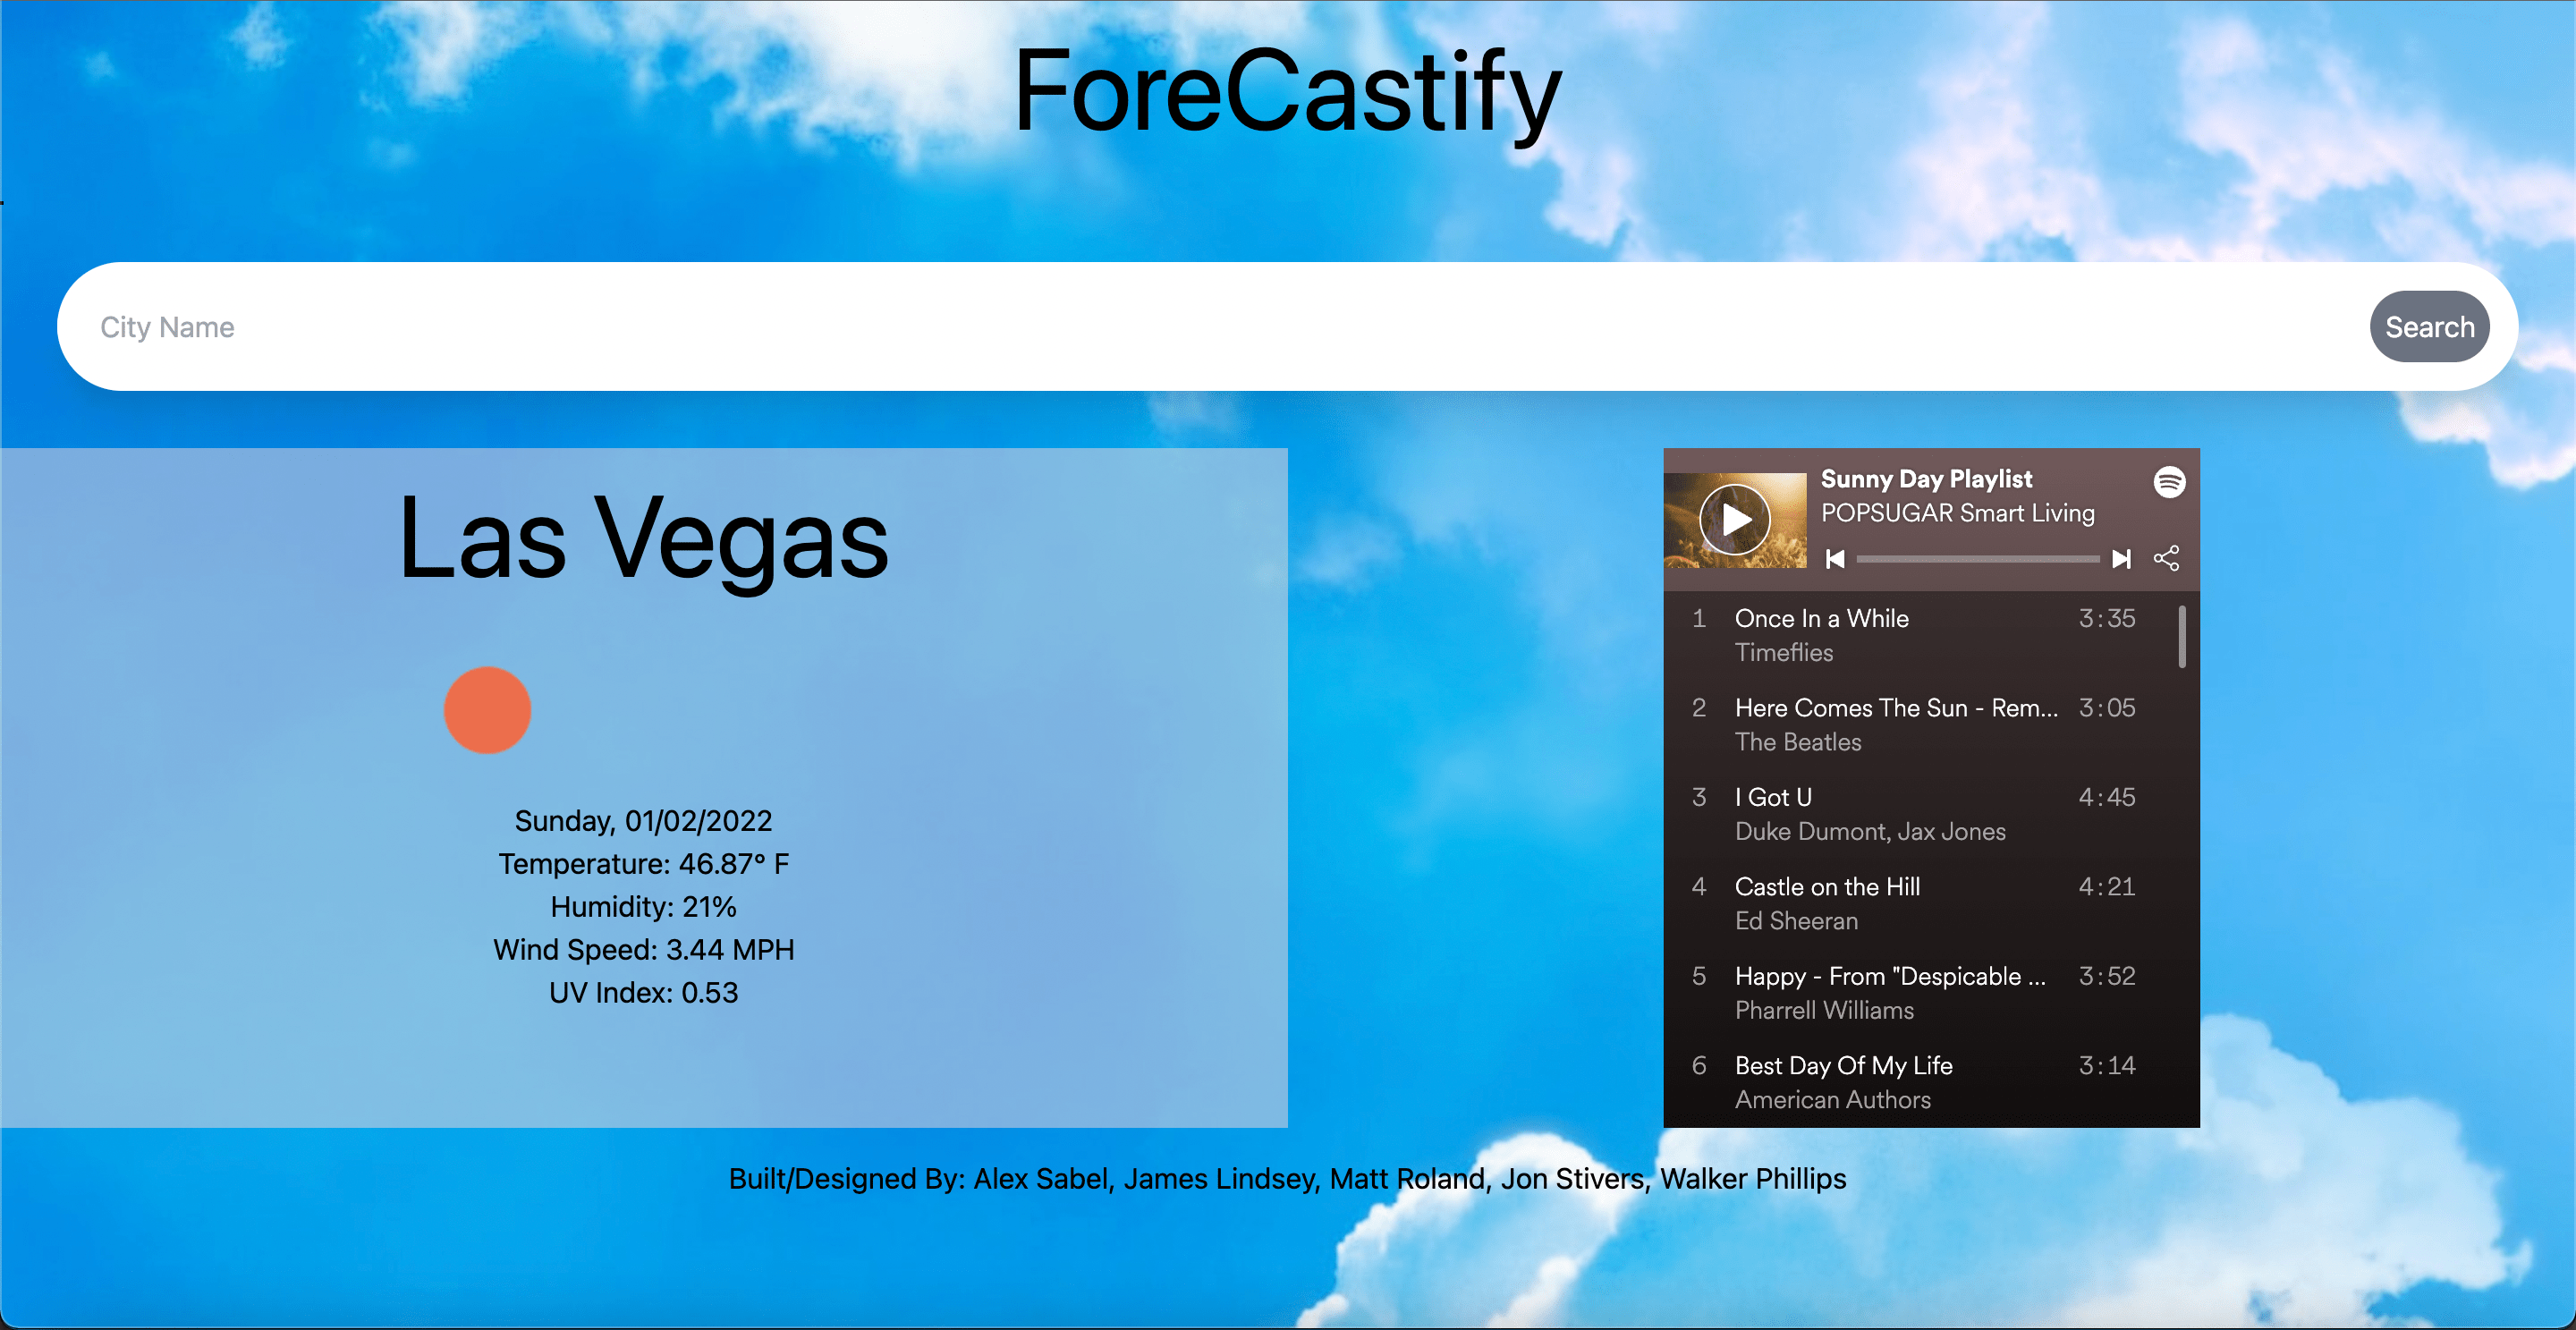 ForeCastify
City Name
Search
Las Vegas
Sunday, 01/02/2022
Temperature: 46.87° F
Humidity: 21%
Wind Speed: 3.44 MPH
UV Index: 0.53
Sunny Day Playlist
POPSUGAR Smart Living
1 Once In a While 3:35
Timeflies
2 Here Comes The Sun - Rem... 3:05
The Beatles
3 I Got U 4:45
Duke Dumont, Jax Jones
4 Castle on the Hill 4:21
Ed Sheeran
5 Happy - From "Despicable ... 3:52
Pharrell Williams
6 Best Day Of My Life 3:14
American Authors
Built/Designed By: Alex Sabel, James Lindsey, Matt Roland, Jon Stivers, Walker Phillips